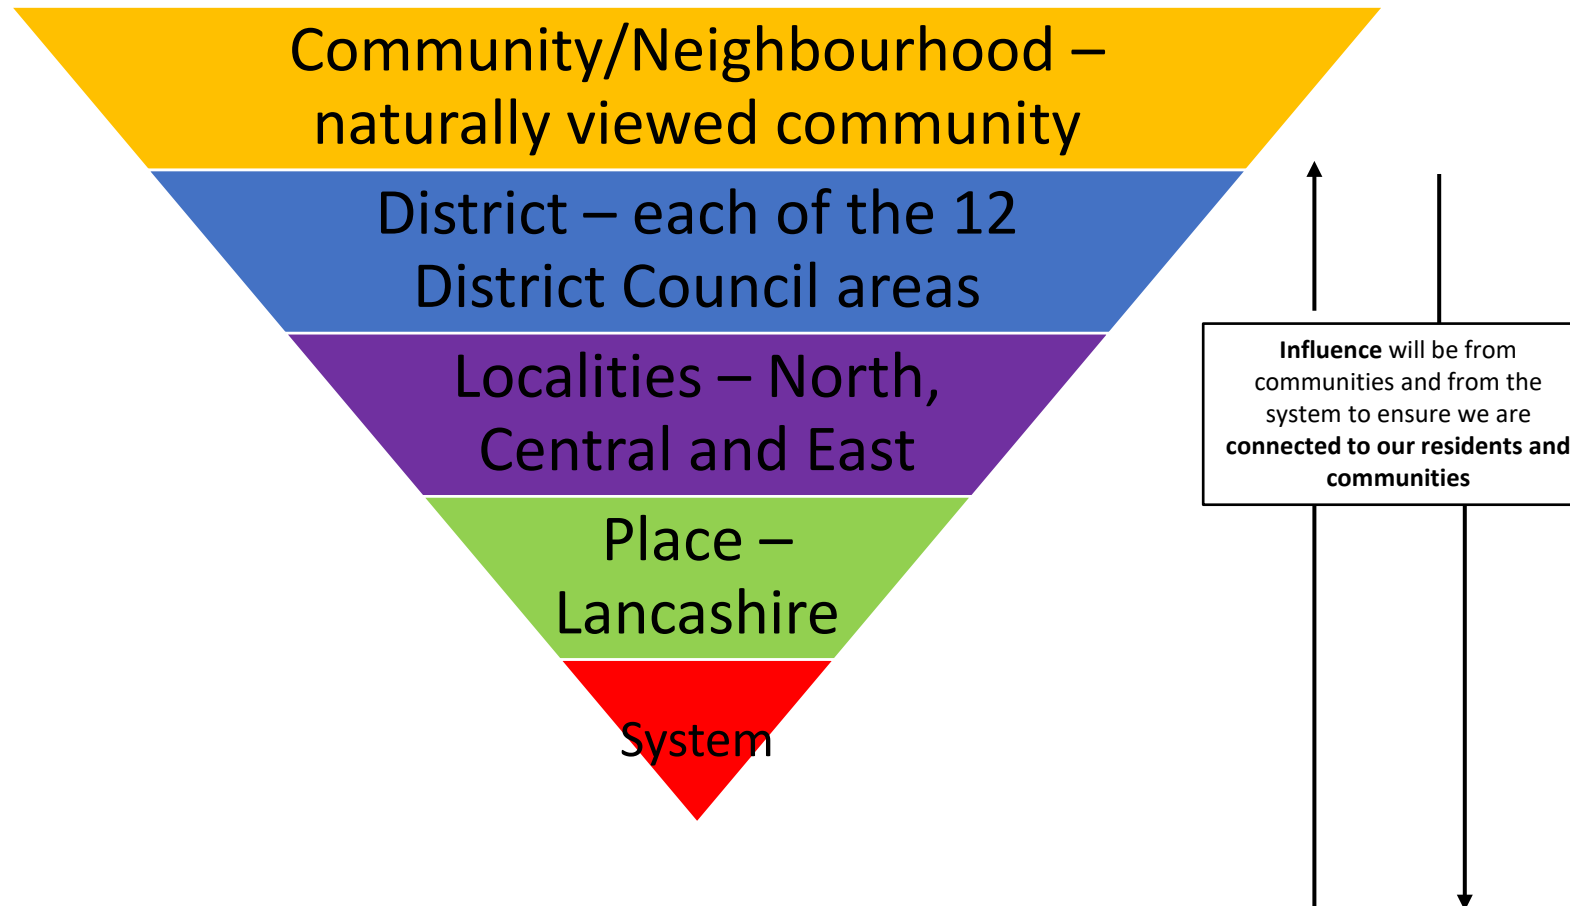 Community/Neighbourhood –
naturally viewed community
District – each of the 12
District Council areas
Localities – North,
Central and East
Place –
Lancashire
System
Influence will be from
communities and from the
system to ensure we are
connected to our residents and
communities